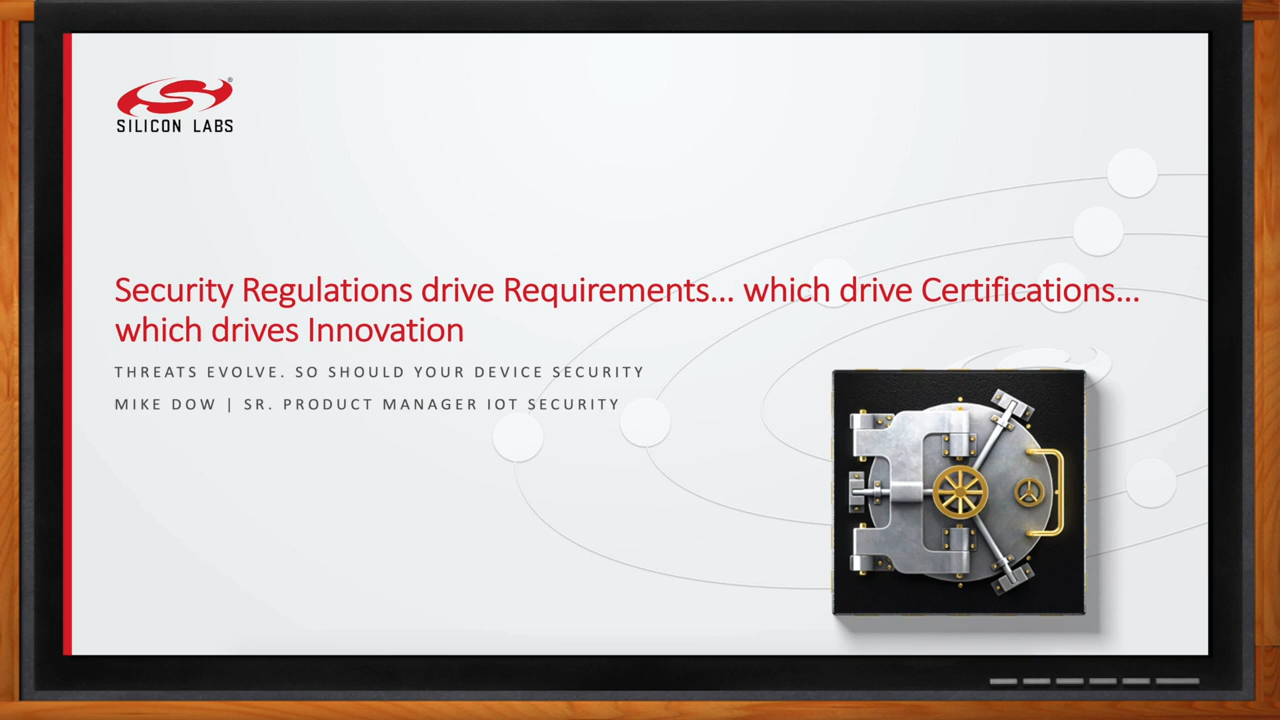 SILICON LABS
Security Regulations drive Requirements... which drive Certifications...
which drives Innovation
THREATS EVOLVE. SO SHOULD YOUR DEVICE SECURITY
MIKE DOW | SR. PRODUCT MANAGER IOT SECURITY